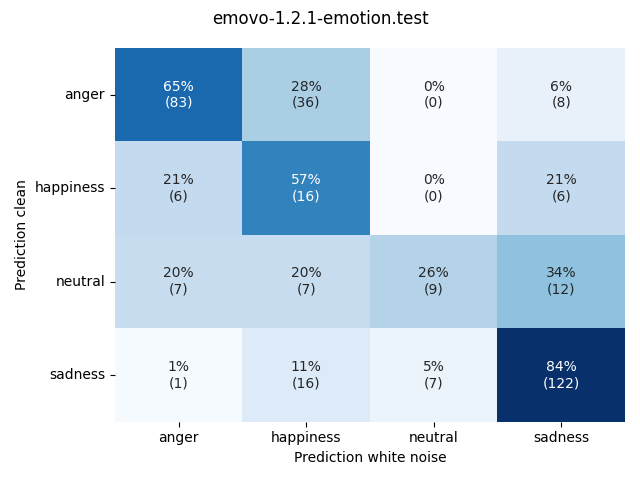 emovo-1.2.1-emotion.test
anger
65% 28% 0% 6%
(83) (36) (0) (8)
happiness
21% 57% 0% 21%
(6) (16) (0) (6)
neutral
20% 20% 26% 34%
(7) (7) (9) (12)
sadness
1% 11% 5% 84%
(1) (16) (7) (122)
Prediction clean
anger happiness neutral sadness
Prediction white noise